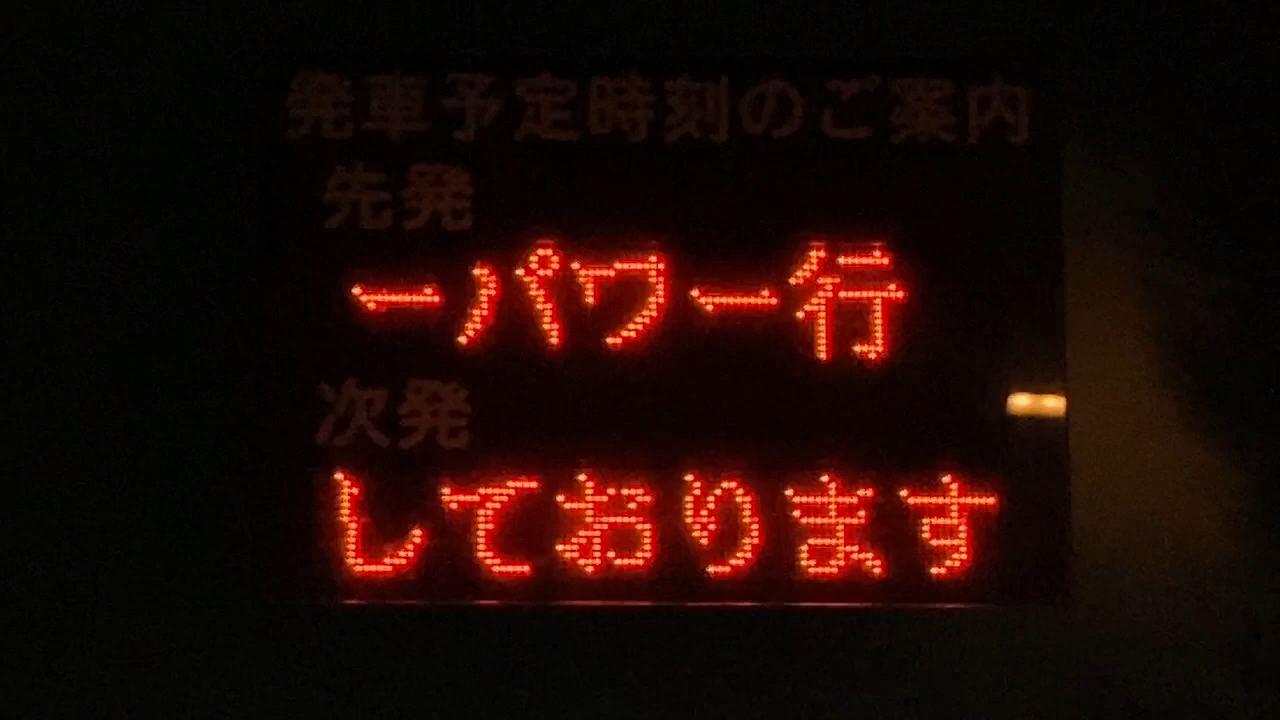 発車予定時刻のご案内
先発
ーパワー行
次発
しております